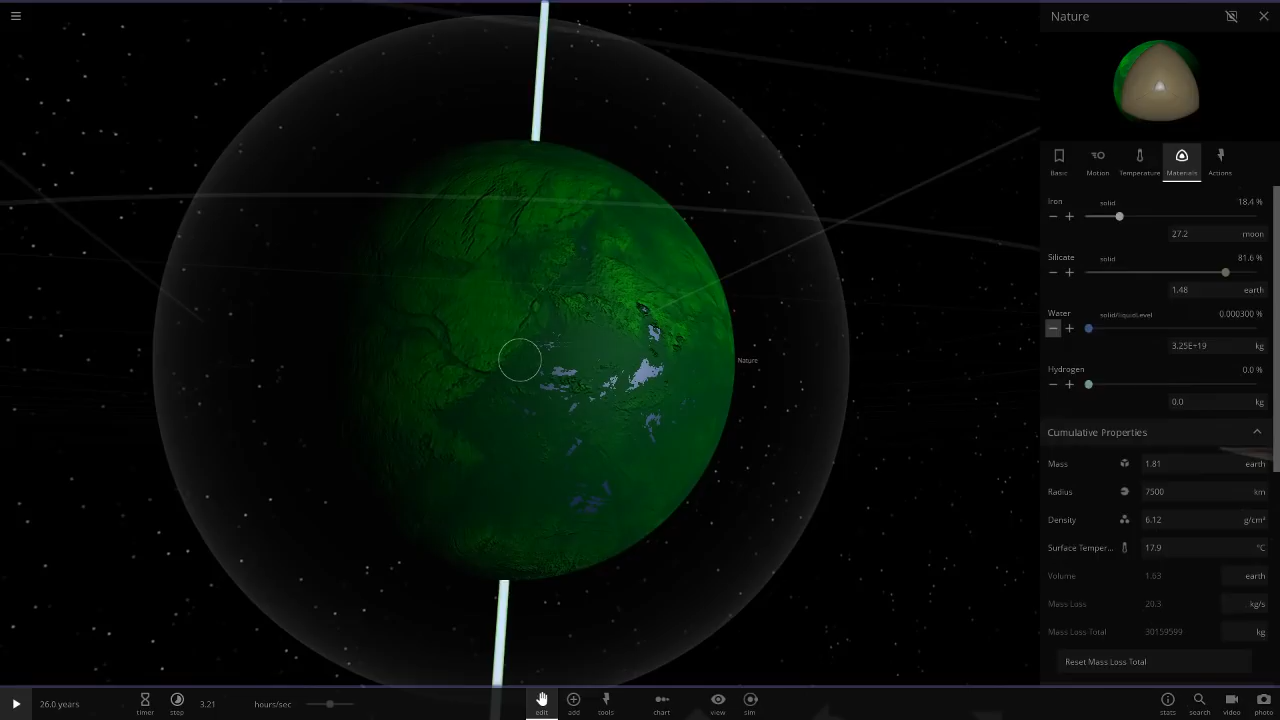 Nature
Basic
Motion
Temperature
Materials
Actions
Iron solid 18.4 %
27.2 moon
Silicate solid 81.6 %
1.48 earth
Water solid/liquidLevel 0.000300 %
3.25E+19 kg
Nature
Hydrogen 0.0 %
0.0 kg
Cumulative Properties
Mass 1.81 earth
Radius 7500 km
Density 6.12 g/cm³
Surface Temper... 17.9 °C
Volume 1.63 earth
Mass Loss 20.3 kg/s
Mass Loss Total 30159599 kg
Reset Mass Loss Total
26.0 years
timer
step
3.21 hours/sec
edit
add
tools
chart
view
sim
stats
search
video
photo